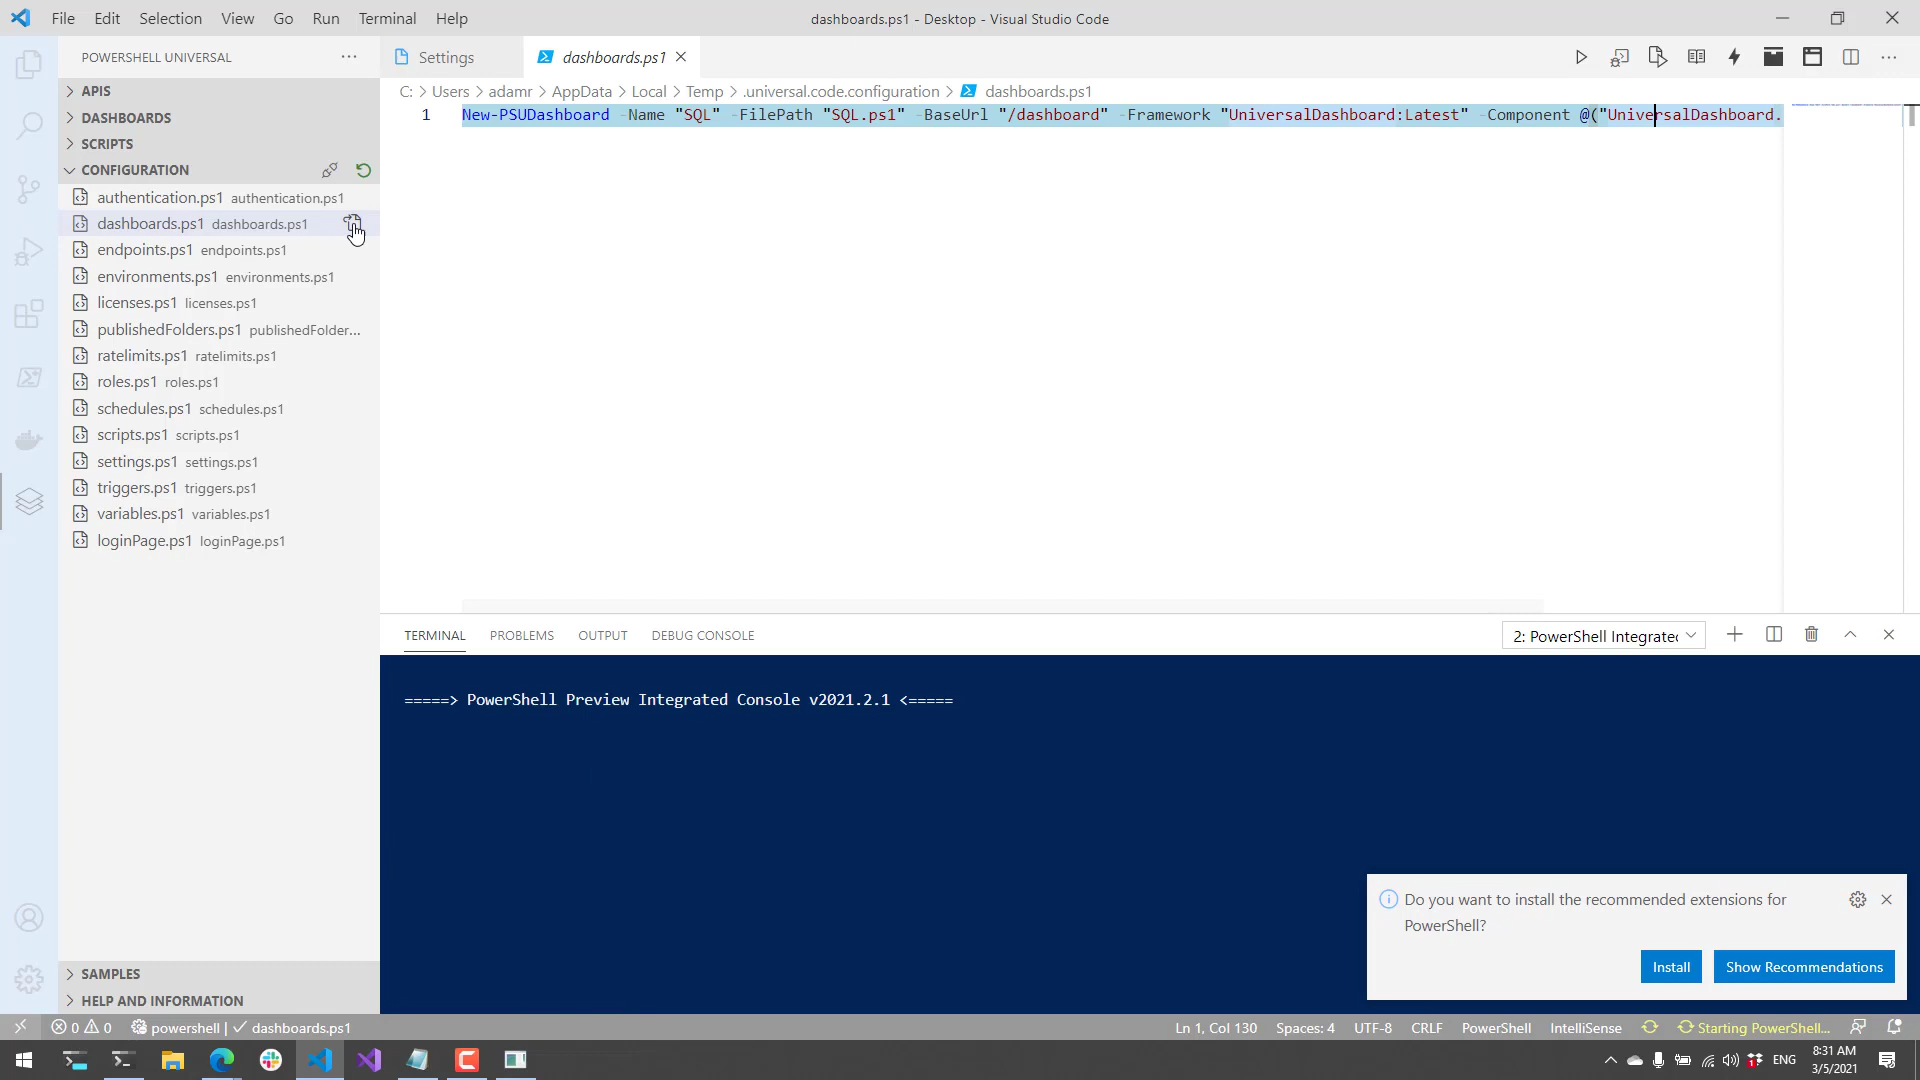 File Edit Selection View Go Run Terminal Help
dashboards.ps1 - Desktop - Visual Studio Code
POWERSHELL UNIVERSAL
Settings
dashboards.ps1
APIS
DASHBOARDS
SCRIPTS
CONFIGURATION
authentication.ps1 authentication.ps1
dashboards.ps1 dashboards.ps1
endpoints.ps1 endpoints.ps1
environments.ps1 environments.ps1
licenses.ps1 licenses.ps1
publishedFolders.ps1 publishedFolder...
ratelimits.ps1 ratelimits.ps1
roles.ps1 roles.ps1
schedules.ps1 schedules.ps1
scripts.ps1 scripts.ps1
settings.ps1 settings.ps1
triggers.ps1 triggers.ps1
variables.ps1 variables.ps1
loginPage.ps1 loginPage.ps1
SAMPLES
HELP AND INFORMATION
C: > Users > adamr > AppData > Local > Temp > .universal.code.configuration > dashboards.ps1
1 New-PSUDashboard -Name "SQL" -FilePath "SQL.ps1" -BaseUrl "/dashboard" -Framework "UniversalDashboard:Latest" -Component @("UniversalDashboard.
TERMINAL PROBLEMS OUTPUT DEBUG CONSOLE
2: PowerShell Integrated
=====> PowerShell Preview Integrated Console v2021.2.1 <=====
Do you want to install the recommended extensions for
PowerShell?
Install Show Recommendations
0 0 powershell | ✓ dashboards.ps1
Ln 1, Col 130 Spaces: 4 UTF-8 CRLF PowerShell IntelliSense Starting PowerShell...
ENG
8:31 AM
3/5/2021